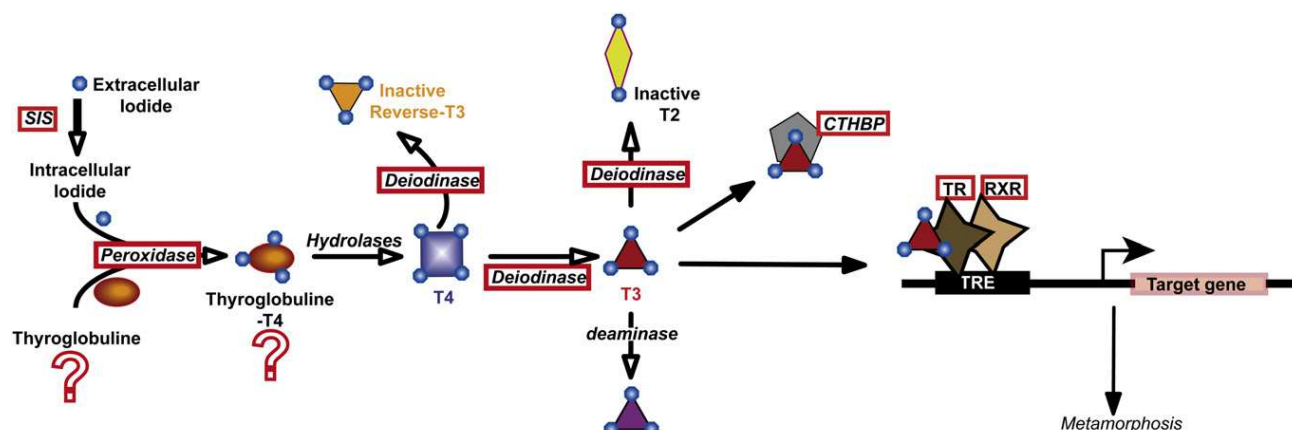 Extracellular
Iodide
SIS
Intracellular
Iodide
Peroxidase
Thyroglobuline
?
Thyroglobuline
-T4
?
Hydrolases
Inactive
Reverse-T3
Deiodinase
T4
Deiodinase
Inactive
T2
Deiodinase
T3
deaminase
CTHBP
TR
RXR
TRE
Target gene
Metamorphosis